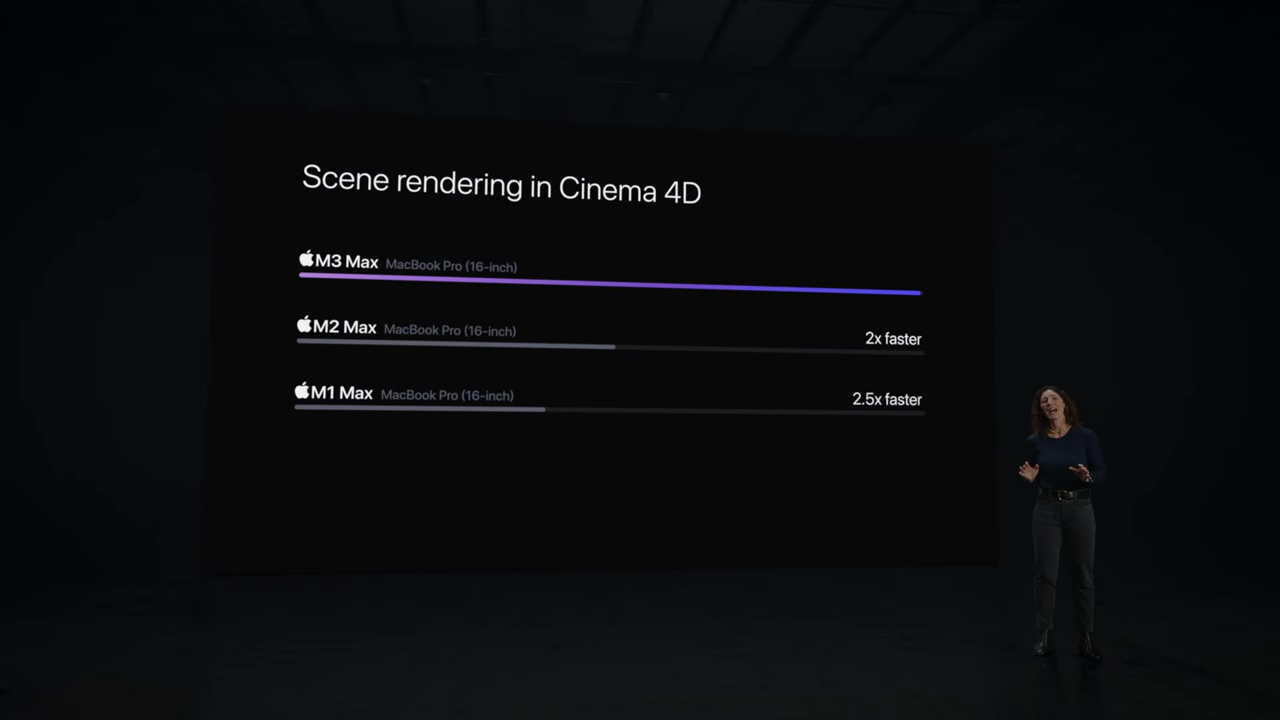 Scene rendering in Cinema 4D
M3 Max MacBook Pro (16-inch)
M2 Max MacBook Pro (16-inch) 2x faster
M1 Max MacBook Pro (16-inch) 2.5x faster